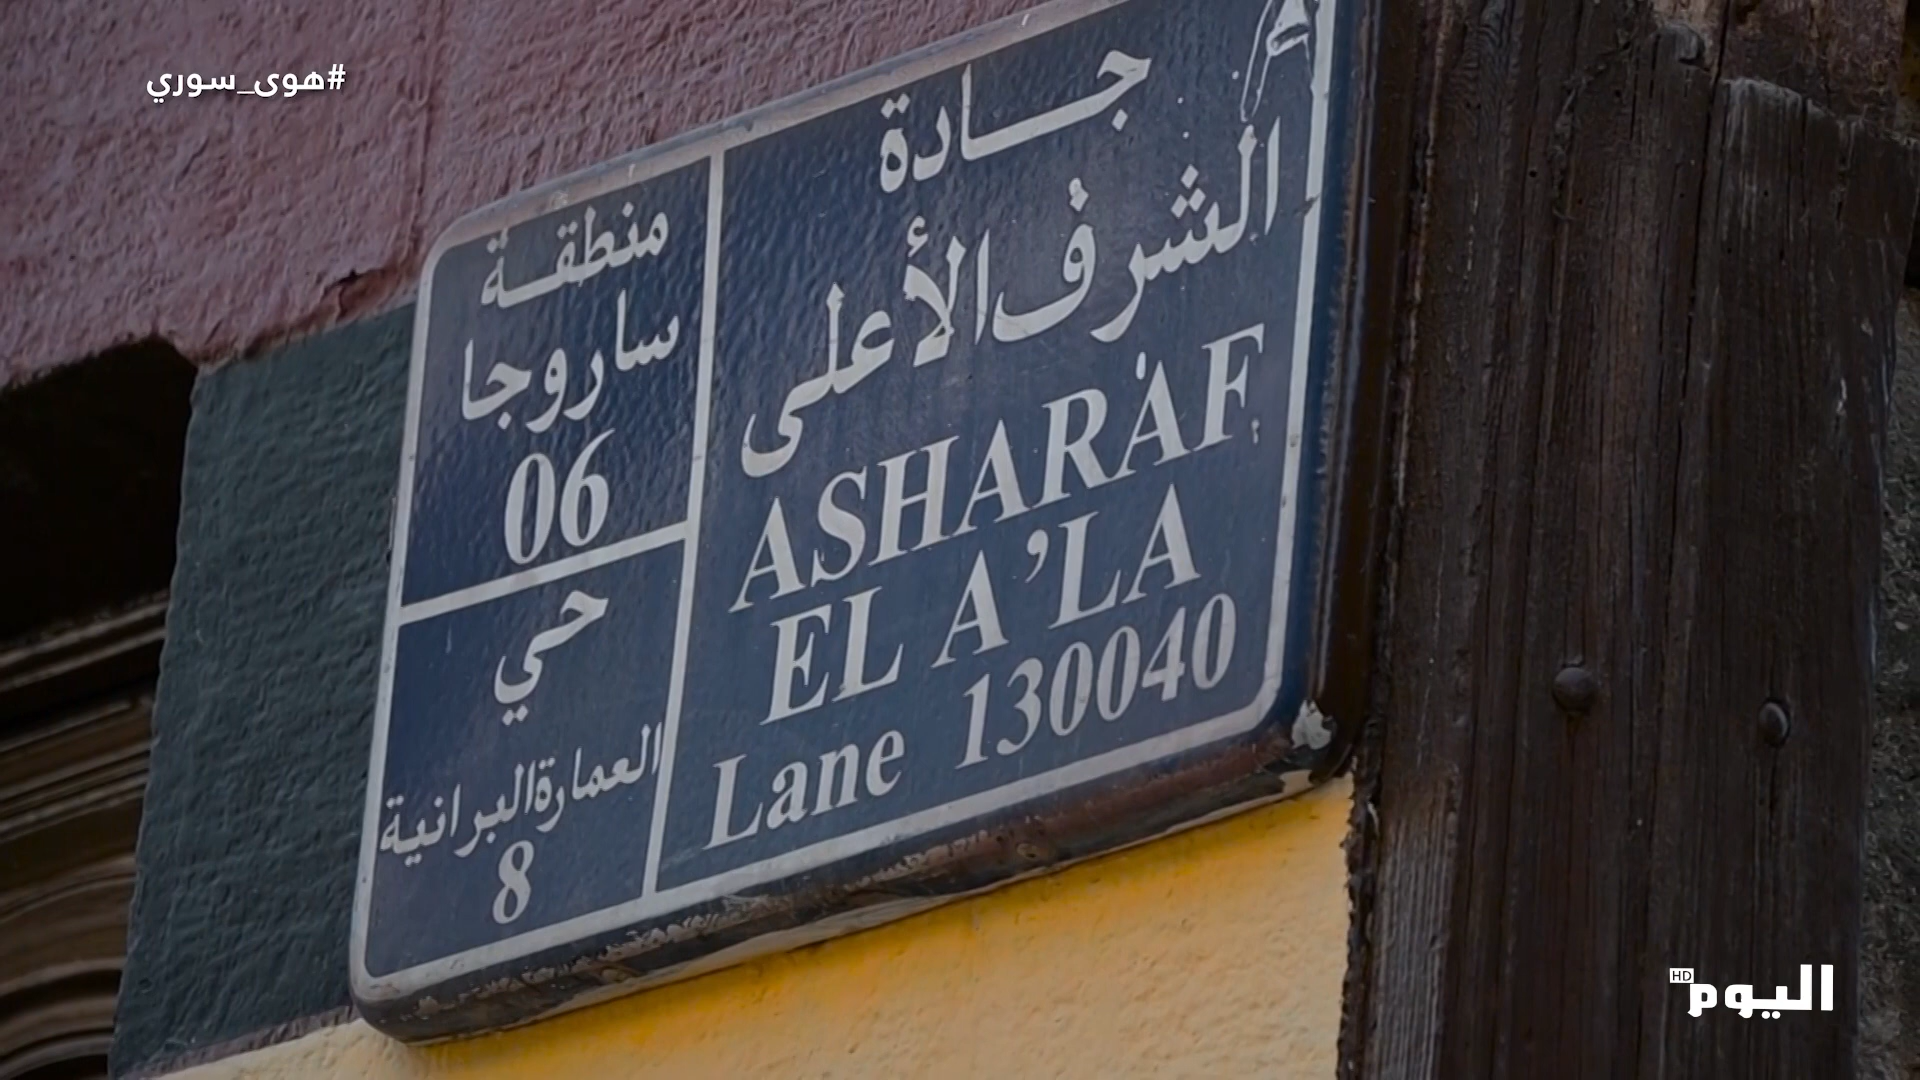 #هوى_سوري
جادة
الشرف الأعلى
ASHARAF
EL A'LA
Lane 130040
منطقة
ساروجا
06
حي
العمارة البرانية
8
اليوم HD